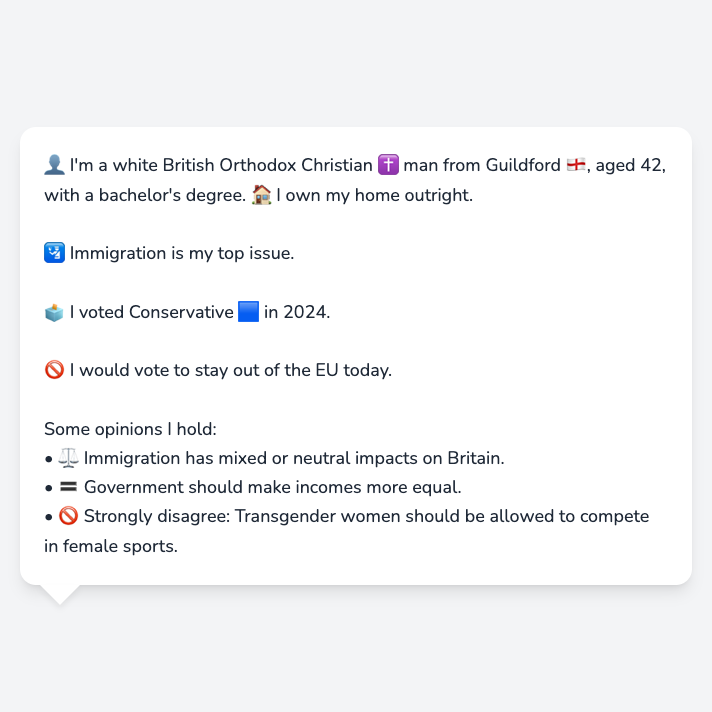 👤 I'm a white British Orthodox Christian ✝️ man from Guildford 🏴󠁧󠁢󠁥󠁮󠁧󠁿, aged 42,
with a bachelor's degree. 🏠 I own my home outright.
🛂 Immigration is my top issue.
🗳️ I voted Conservative 🟦 in 2024.
🚫 I would vote to stay out of the EU today.
Some opinions I hold:
• ⚖️ Immigration has mixed or neutral impacts on Britain.
• 🟰 Government should make incomes more equal.
• 🚫 Strongly disagree: Transgender women should be allowed to compete
in female sports.